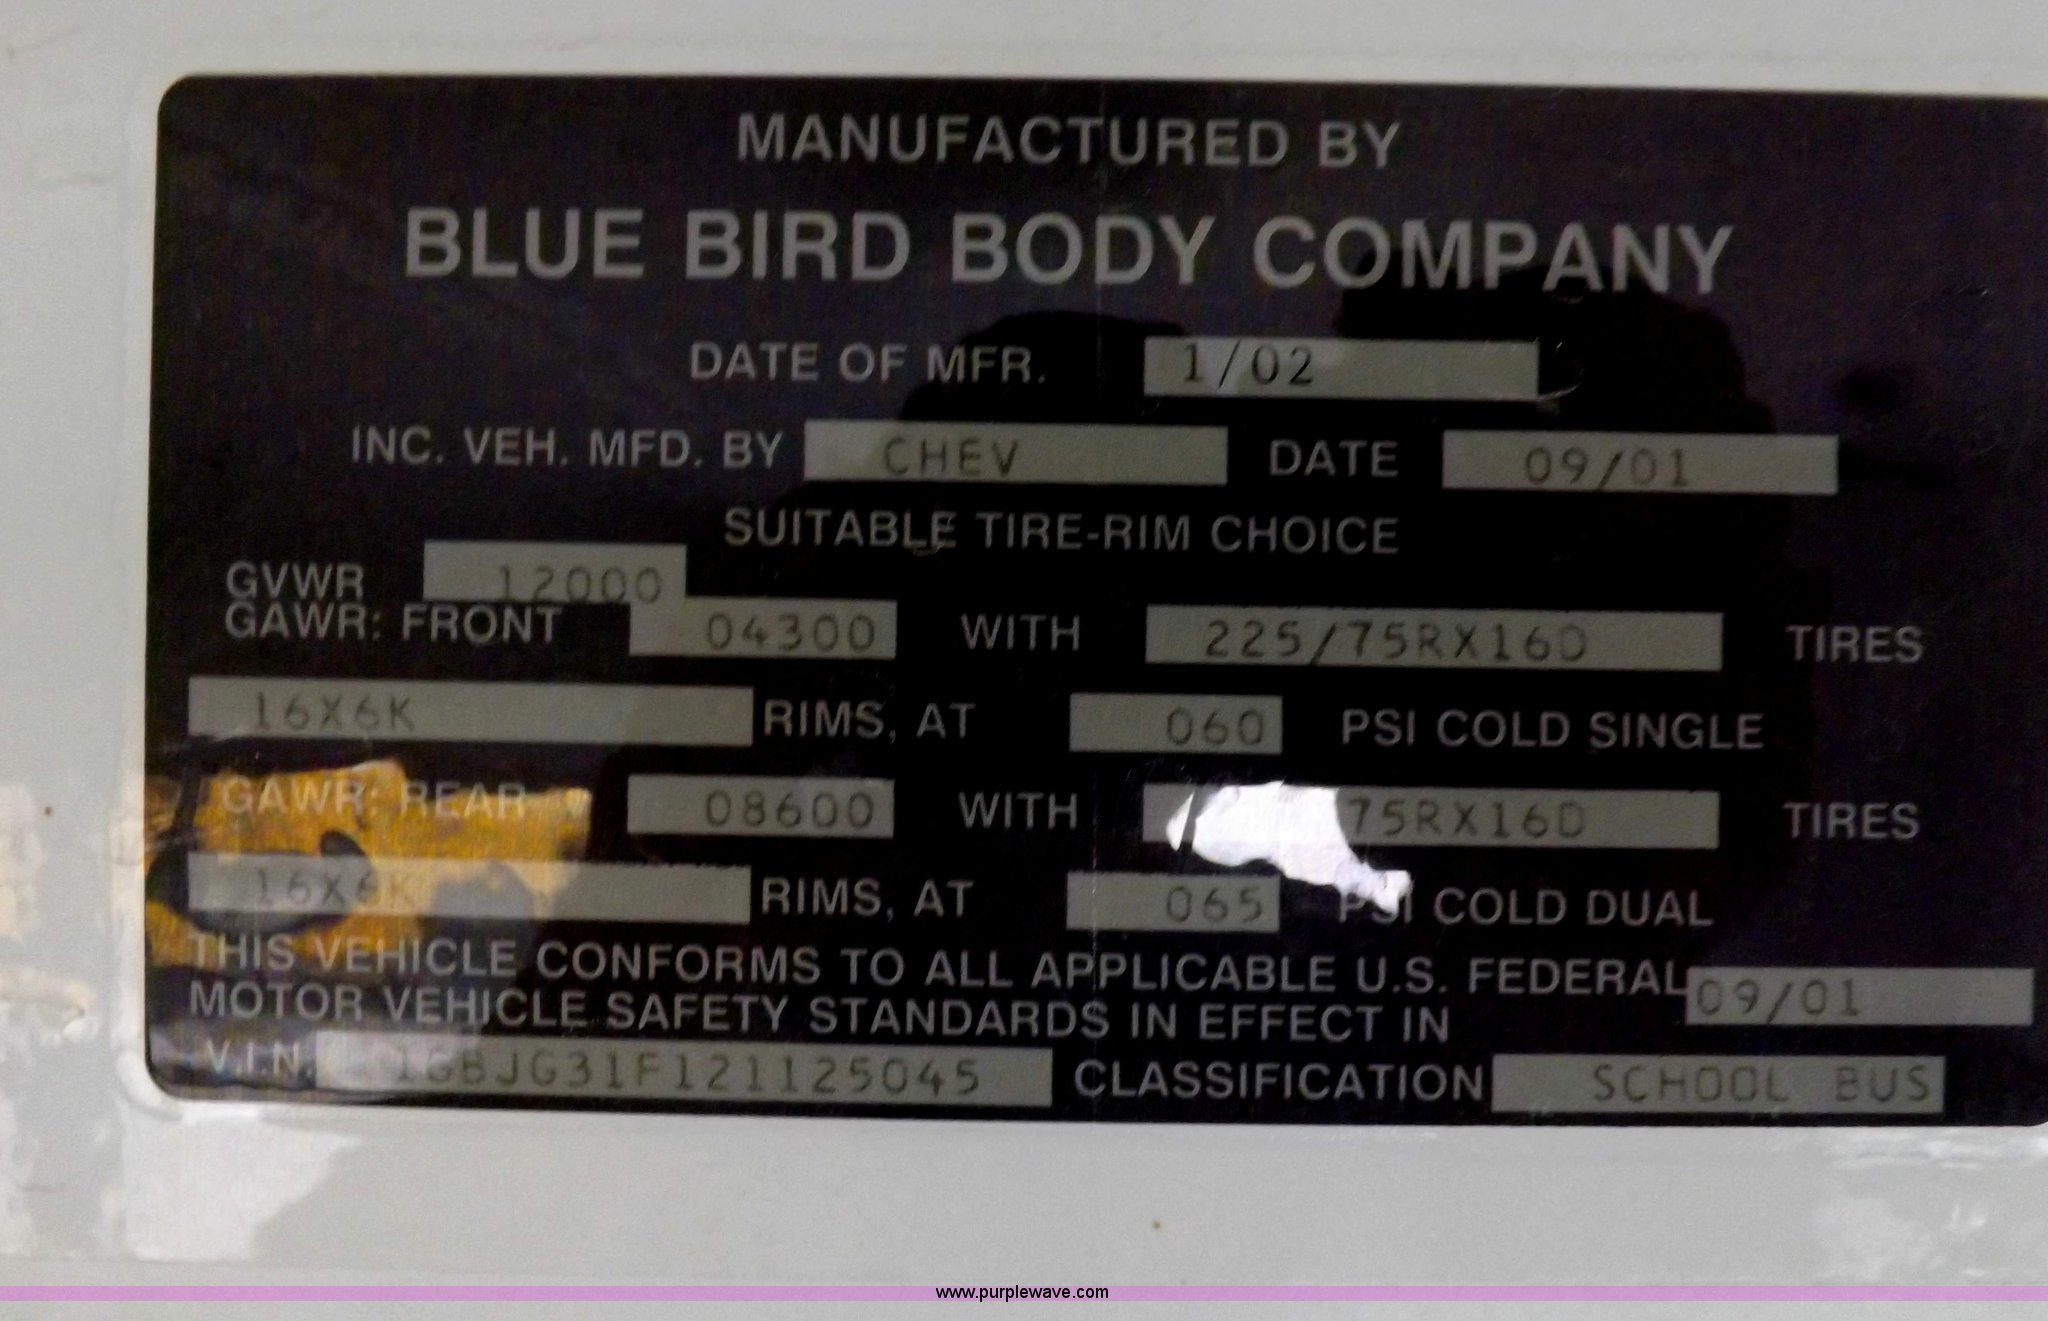 MANUFACTURED BY
BLUE BIRD BODY COMPANY
DATE OF MFR. 1/02
INC. VEH. MFD. BY CHEV DATE 09/01
SUITABLE TIRE-RIM CHOICE
GVWR 12000
GAWR: FRONT 04300 WITH 225/75RX16D TIRES
16X6K RIMS, AT 060 PSI COLD SINGLE
GAWR: REAR 08600 WITH 75RX16D TIRES
16X6K RIMS, AT 065 PSI COLD DUAL
THIS VEHICLE CONFORMS TO ALL APPLICABLE U.S. FEDERAL
MOTOR VEHICLE SAFETY STANDARDS IN EFFECT IN 09/01
V.I.N. 1GBJG31F121125045 CLASSIFICATION SCHOOL BUS
www.purplewave.com